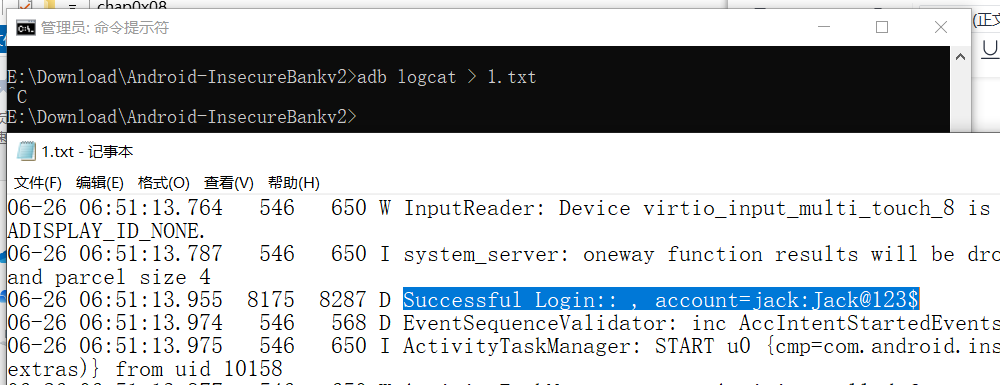 chap0x08
(正文
管理员: 命令提示符
E:\Download\Android-InsecureBankv2>adb logcat > 1.txt
^C
E:\Download\Android-InsecureBankv2>
1.txt - 记事本
文件(F) 编辑(E) 格式(O) 查看(V) 帮助(H)
06-26 06:51:13.764 546 650 W InputReader: Device virtio_input_multi_touch_8 is
ADISPLAY_ID_NONE.
06-26 06:51:13.787 546 650 I system_server: oneway function results will be dro
and parcel size 4
06-26 06:51:13.955 8175 8287 D Successful Login:: , account=jack:Jack@123$
06-26 06:51:13.974 546 568 D EventSequenceValidator: inc AccIntentStartedEvents
06-26 06:51:13.975 546 650 I ActivityTaskManager: START u0 {cmp=com.android.ins
extras)} from uid 10158